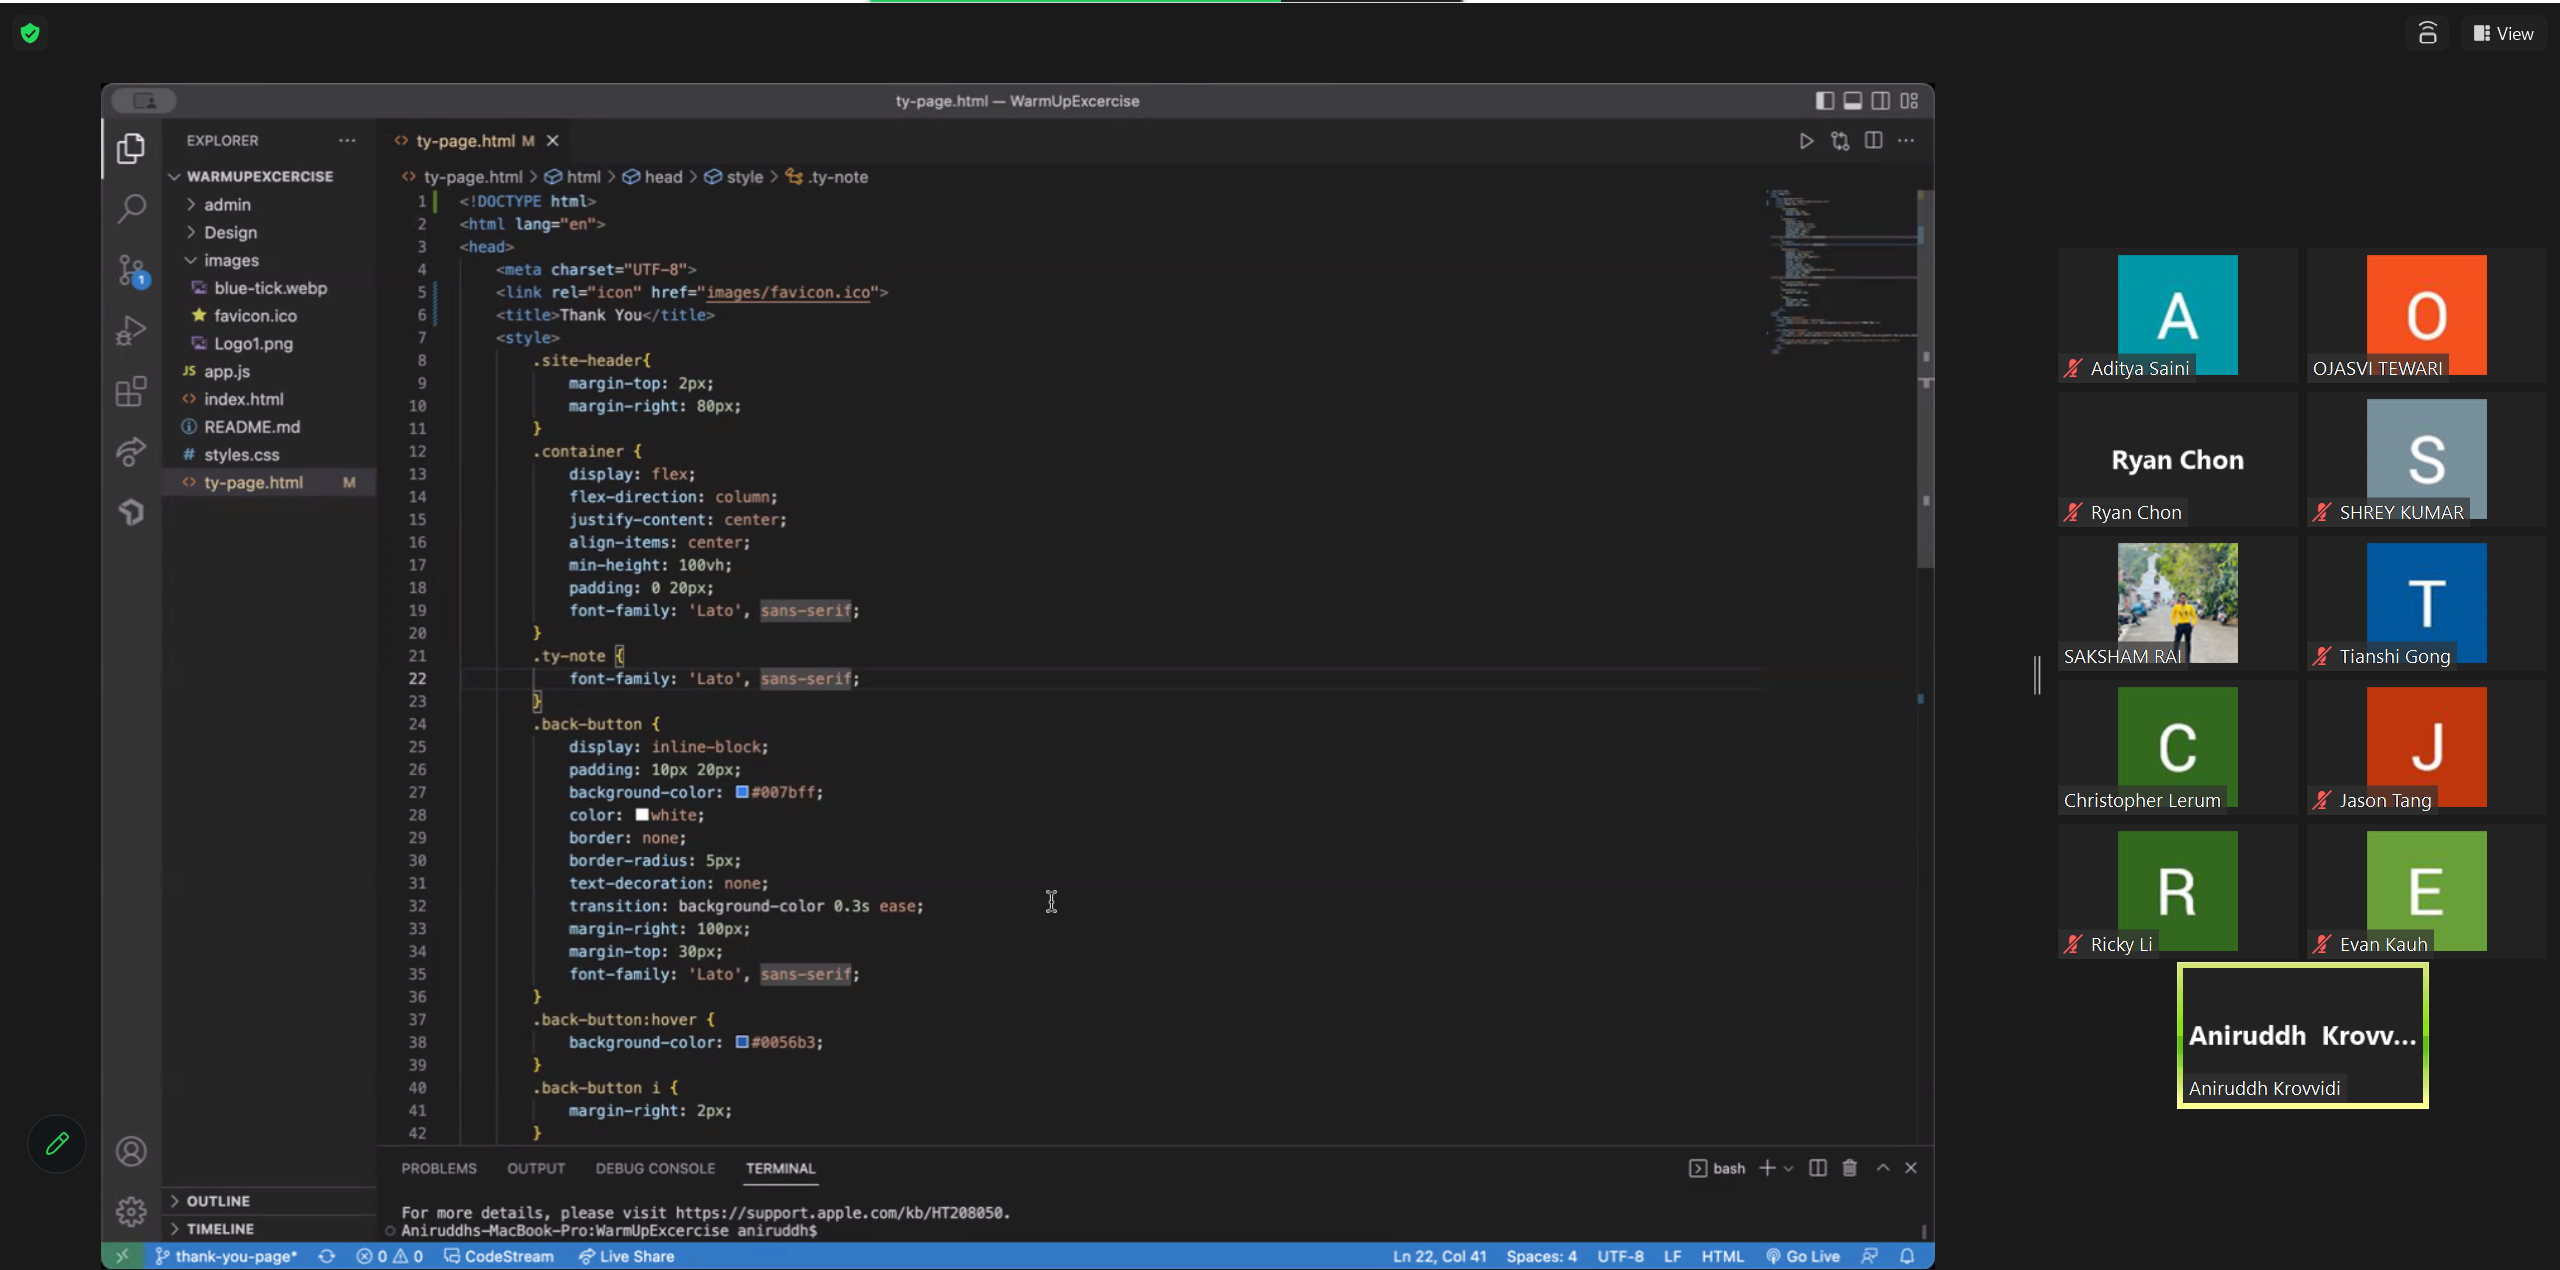 View
ty-page.html — WarmUpExcercise
EXPLORER
ty-page.html M
WARMUPEXCERCISE
admin
Design
images
blue-tick.webp
favicon.ico
Logo1.png
JS app.js
index.html
README.md
# styles.css
ty-page.html M
1
OUTLINE
TIMELINE
ty-page.html > html > head > style > .ty-note
1 <!DOCTYPE html>
2 <html lang="en">
3 <head>
4 <meta charset="UTF-8">
5 <link rel="icon" href="images/favicon.ico">
6 <title>Thank You</title>
7 <style>
8 .site-header{
9 margin-top: 2px;
10 margin-right: 80px;
11 }
12 .container {
13 display: flex;
14 flex-direction: column;
15 justify-content: center;
16 align-items: center;
17 min-height: 100vh;
18 padding: 0 20px;
19 font-family: 'Lato', sans-serif;
20 }
21 .ty-note {
22 font-family: 'Lato', sans-serif;
23 }
24 .back-button {
25 display: inline-block;
26 padding: 10px 20px;
27 background-color: #007bff;
28 color: white;
29 border: none;
30 border-radius: 5px;
31 text-decoration: none;
32 transition: background-color 0.3s ease;
33 margin-right: 100px;
34 margin-top: 30px;
35 font-family: 'Lato', sans-serif;
36 }
37 .back-button:hover {
38 background-color: #0056b3;
39 }
40 .back-button i {
41 margin-right: 2px;
42 }
PROBLEMS OUTPUT DEBUG CONSOLE TERMINAL
bash
For more details, please visit https://support.apple.com/kb/HT208050.
Aniruddhs-MacBook-Pro:WarmUpExcercise aniruddh$
thank-you-page* 0 0 CodeStream Live Share
Ln 22, Col 41 Spaces: 4 UTF-8 LF HTML Go Live
A
Aditya Saini
O
OJASVI TEWARI
Ryan Chon
Ryan Chon
S
SHREY KUMAR
SAKSHAM RAI
T
Tianshi Gong
C
Christopher Lerum
J
Jason Tang
R
Ricky Li
E
Evan Kauh
Aniruddh Krovv...
Aniruddh Krovvidi